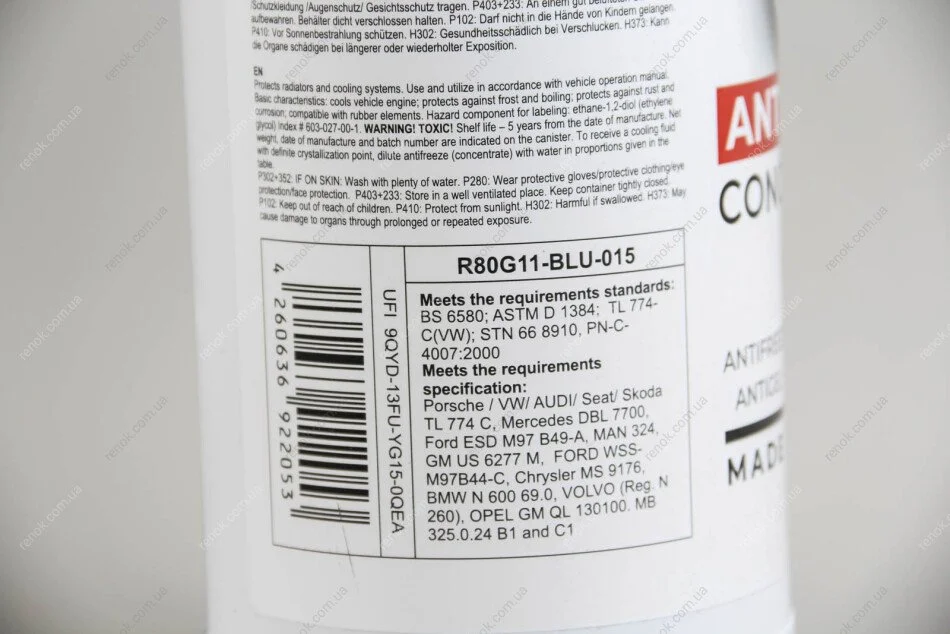 Schutzkleidung /Augenschutz/ Gesichtsschutz tragen. P403+233: An einem gut belüfteten
aufbewahren. Behälter dicht verschlossen halten. P102: Darf nicht in die Hände von Kindern gelangen.
P410: Vor Sonnenbestrahlung schützen. H302: Gesundheitsschädlich bei Verschlucken. H373: Kann
die Organe schädigen bei längerer oder wiederholter Exposition.
EN
Protects radiators and cooling systems. Use and utilize in accordance with vehicle operation manual.
Basic characteristics: cools vehicle engine; protects against frost and boiling; protects against rust and
corrosion; compatible with rubber elements. Hazard component for labeling: ethane-1,2-diol (ethylene
glycol) Index # 603-027-00-1. WARNING! TOXIC! Shelf life – 5 years from the date of manufacture. Net
weight, date of manufacture and batch number are indicated on the canister. To receive a cooling fluid
with definite crystallization point, dilute antifreeze (concentrate) with water in proportions given in the
table.
P302+352: IF ON SKIN: Wash with plenty of water. P280: Wear protective gloves/protective clothing/eye
protection/face protection. P403+233: Store in a well ventilated place. Keep container tightly closed.
P102: Keep out of reach of children. P410: Protect from sunlight. H302: Harmful if swallowed. H373: May
cause damage to organs through prolonged or repeated exposure.
4 260636 922053
UFI 9QYD-13FU-YG15-0QEA
R80G11-BLU-015
Meets the requirements standards:
BS 6580; ASTM D 1384; TL 774-
C(VW); STN 66 8910, PN-C-
4007:2000
Meets the requirements
specification:
Porsche / VW/ AUDI/ Seat/ Skoda
TL 774 C, Mercedes DBL 7700,
Ford ESD M97 B49-A, MAN 324,
GM US 6277 M, FORD WSS-
M97B44-C, Chrysler MS 9176,
BMW N 600 69.0, VOLVO (Reg. N
260), OPEL GM QL 130100. MB
325.0.24 B1 and C1
ANT
CON
ANTIFREE
ANTIGE
MADE
renok.com.ua